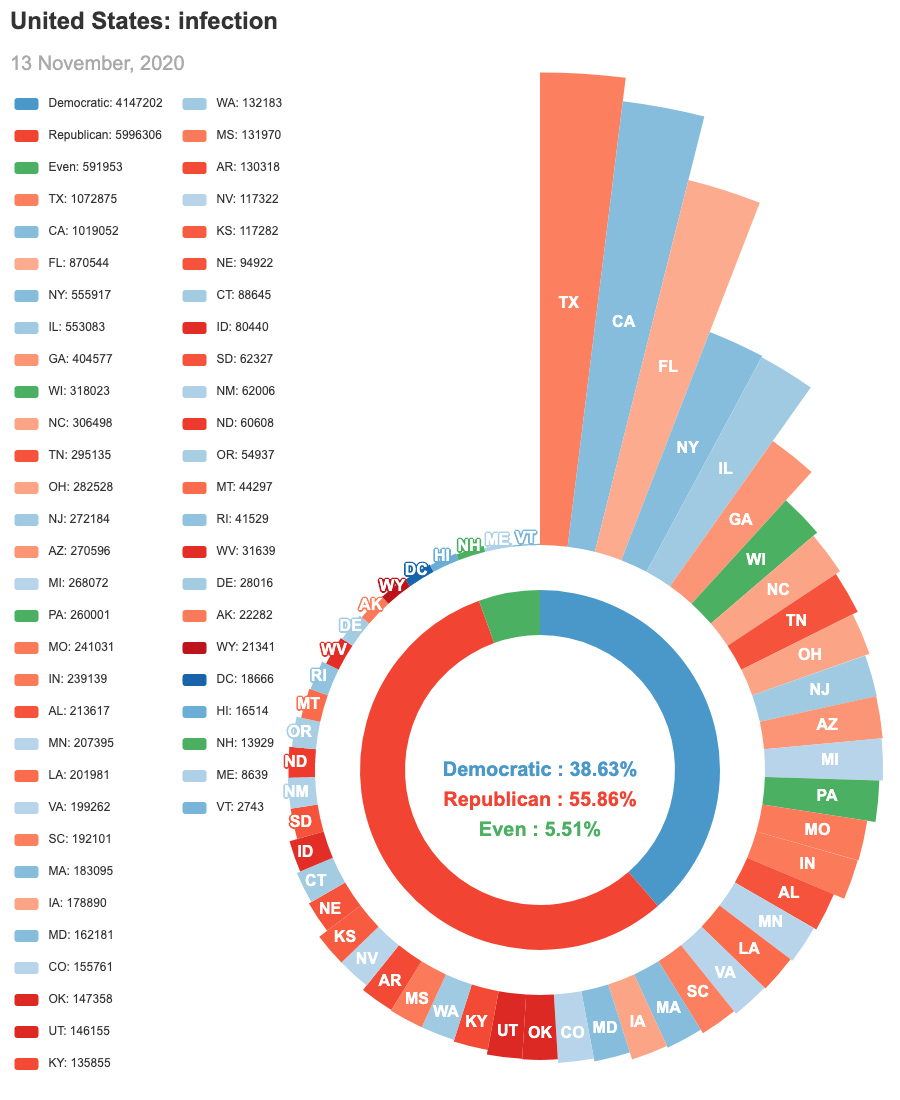 United States: infection
13 November, 2020
Democratic: 4147202
Republican: 5996306
Even: 591953
TX: 1072875
CA: 1019052
FL: 870544
NY: 555917
IL: 553083
GA: 404577
WI: 318023
NC: 306498
TN: 295135
OH: 282528
NJ: 272184
AZ: 270596
MI: 268072
PA: 260001
MO: 241031
IN: 239139
AL: 213617
MN: 207395
LA: 201981
VA: 199262
SC: 192101
MA: 183095
IA: 178890
MD: 162181
CO: 155761
OK: 147358
UT: 146155
KY: 135855
WA: 132183
MS: 131970
AR: 130318
NV: 117322
KS: 117282
NE: 94922
CT: 88645
ID: 80440
SD: 62327
NM: 62006
ND: 60608
OR: 54937
MT: 44297
RI: 41529
WV: 31639
DE: 28016
AK: 22282
WY: 21341
DC: 18666
HI: 16514
NH: 13929
ME: 8639
VT: 2743
TX
CA
FL
NY
IL
GA
WI
NC
TN
OH
NJ
AZ
MI
PA
MO
IN
AL
MN
LA
VA
SC
MA
IA
MD
CO
OK
UT
KY
WA
MS
AR
NV
KS
NE
CT
ID
SD
NM
ND
OR
MT
RI
WV
DE
AK
WY
DC
HI
NH
ME
VT
Democratic : 38.63%
Republican : 55.86%
Even : 5.51%